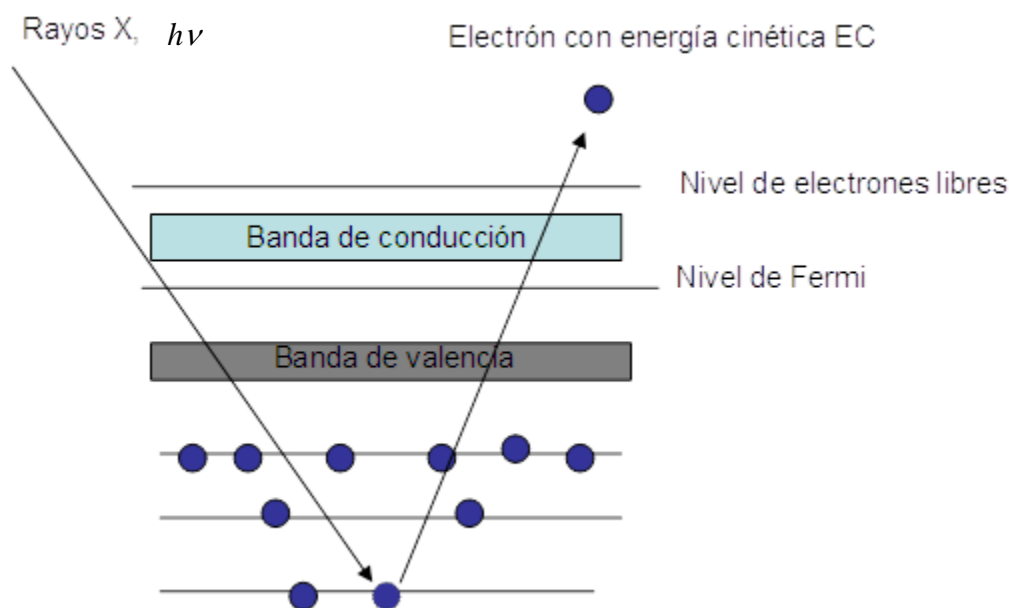 Rayos X, hν
Electrón con energía cinética EC
Nivel de electrones libres
Banda de conducción
Nivel de Fermi
Banda de valencia